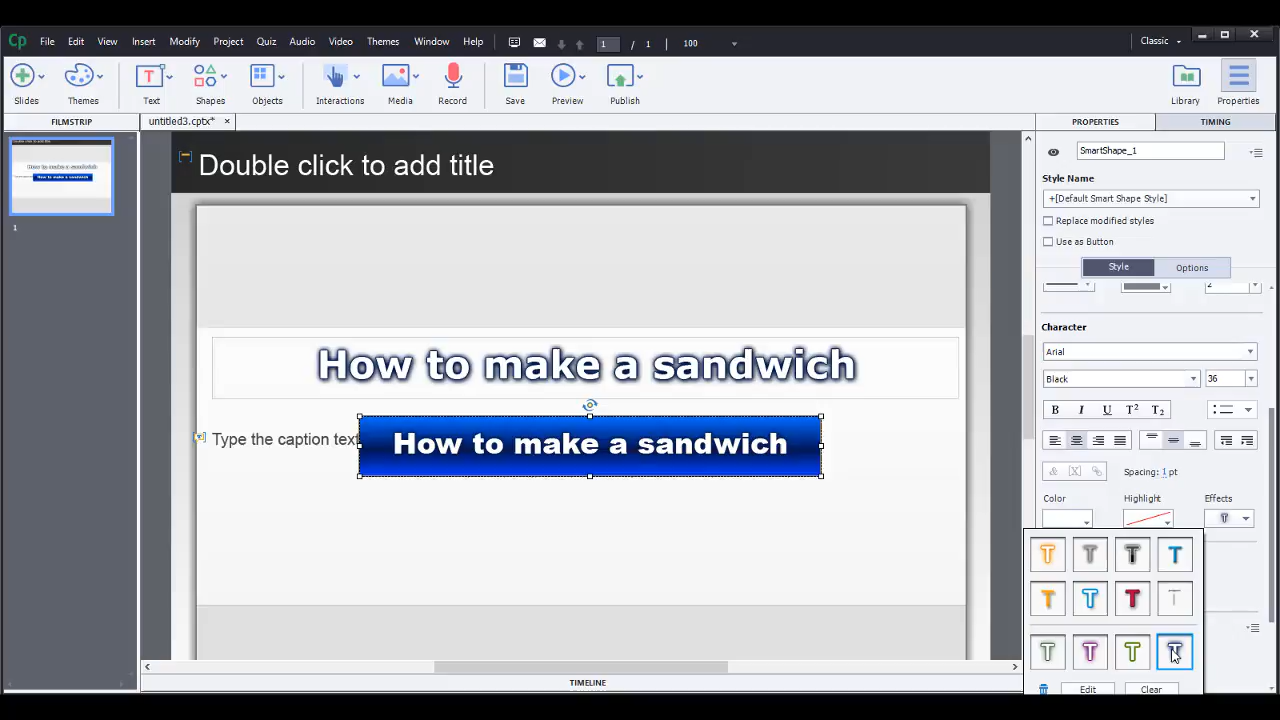 Cp File Edit View Insert Modify Project Quiz Audio Video Themes Window Help 1 / 1 100 Classic
Slides Themes Text Shapes Objects Interactions Media Record Save Preview Publish Library Properties
FILMSTRIP untitled3.cptx* PROPERTIES TIMING
Double click to add title
SmartShape_1
Style Name
+[Default Smart Shape Style]
Replace modified styles
Use as Button
Style Options
2
1
Character
Arial
Black 36
How to make a sandwich
Type the caption text
How to make a sandwich
B I U T² T₂
Spacing: 1 pt
Color Highlight Effects
T T T T
T T T T
T T T T
Edit Clear
TIMELINE